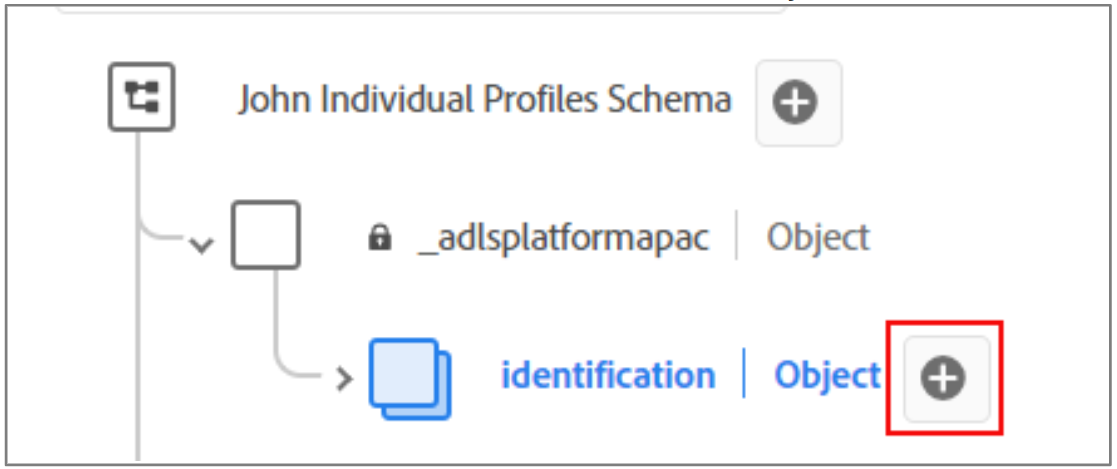 John Individual Profiles Schema
_adlsplatformapac | Object
identification | Object